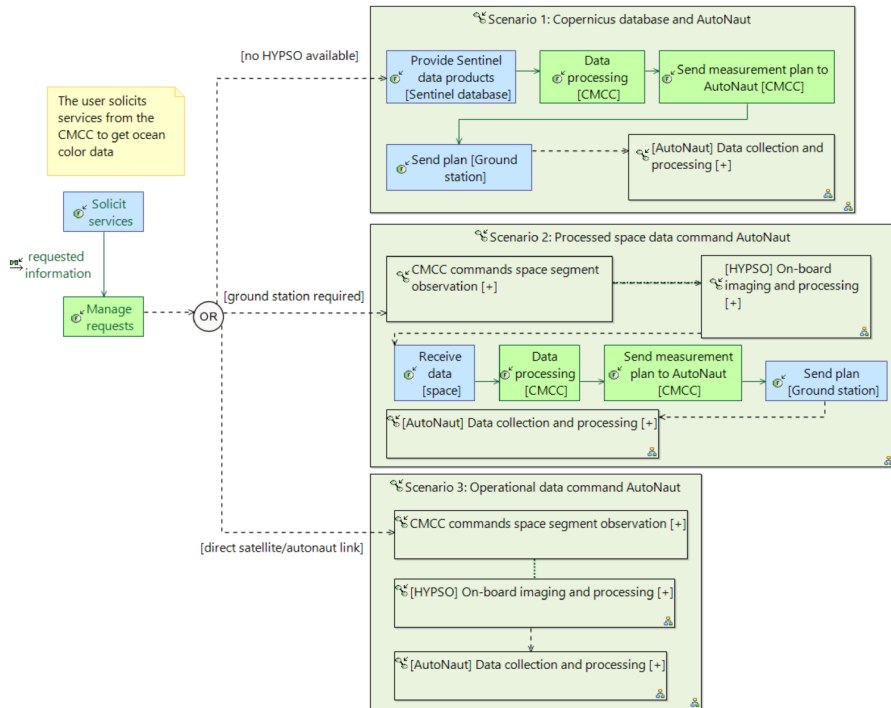 Scenario 1: Copernicus database and AutoNaut
[no HYPSO available]
Provide Sentinel
data products
[Sentinel database]
Data
processing
[CMCC]
Send measurement plan to
AutoNaut [CMCC]
The user solicits
services from the
CMCC to get ocean
color data
Send plan [Ground
station]
[AutoNaut] Data collection and
processing [+]
Solicit
services
requested
information
Manage
requests
OR
[ground station required]
Scenario 2: Processed space data command AutoNaut
CMCC commands space segment
observation [+]
[HYPSO] On-board
imaging and processing
[+]
Receive
data
[space]
Data
processing
[CMCC]
Send measurement
plan to AutoNaut
[CMCC]
Send plan
[Ground station]
[AutoNaut] Data collection and processing [+]
[direct satellite/autonaut link]
Scenario 3: Operational data command AutoNaut
CMCC commands space segment observation [+]
[HYPSO] On-board imaging and processing [+]
[AutoNaut] Data collection and processing [+]